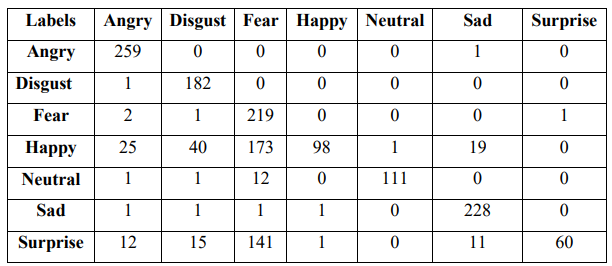 Labels Angry Disgust Fear Happy Neutral Sad Surprise
Angry 259 0 0 0 0 1 0
Disgust 1 182 0 0 0 0 0
Fear 2 1 219 0 0 0 1
Happy 25 40 173 98 1 19 0
Neutral 1 1 12 0 111 0 0
Sad 1 1 1 1 0 228 0
Surprise 12 15 141 1 0 11 60